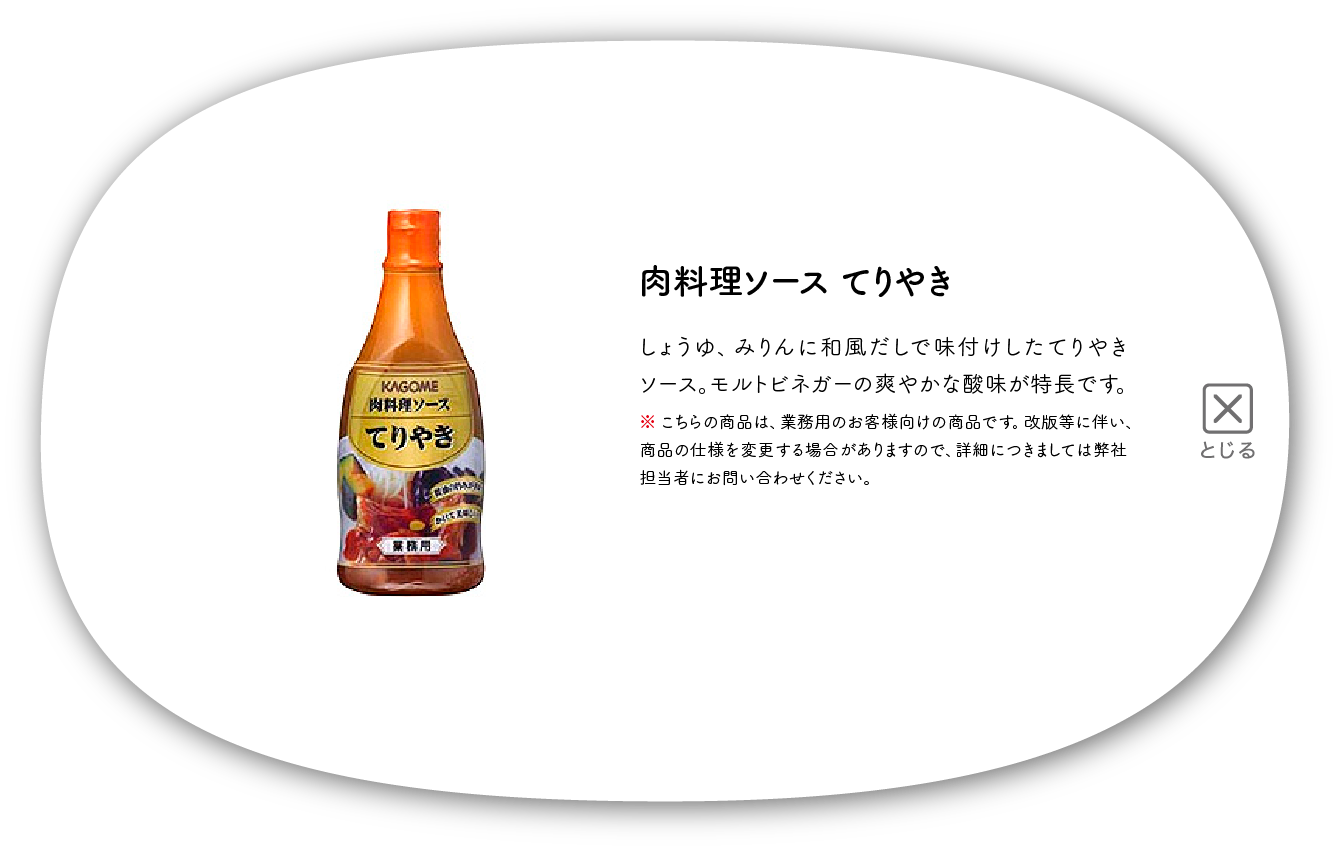 KAGOME
肉料理ソース
てりやき
業務用
肉料理ソース てりやき
しょうゆ、みりんに和風だしで味付けしたてりやき
ソース。モルトビネガーの爽やかな酸味が特長です。
※ こちらの商品は、業務用のお客様向けの商品です。改版等に伴い、
商品の仕様を変更する場合がありますので、詳細につきましては弊社
担当者にお問い合わせください。
とじる